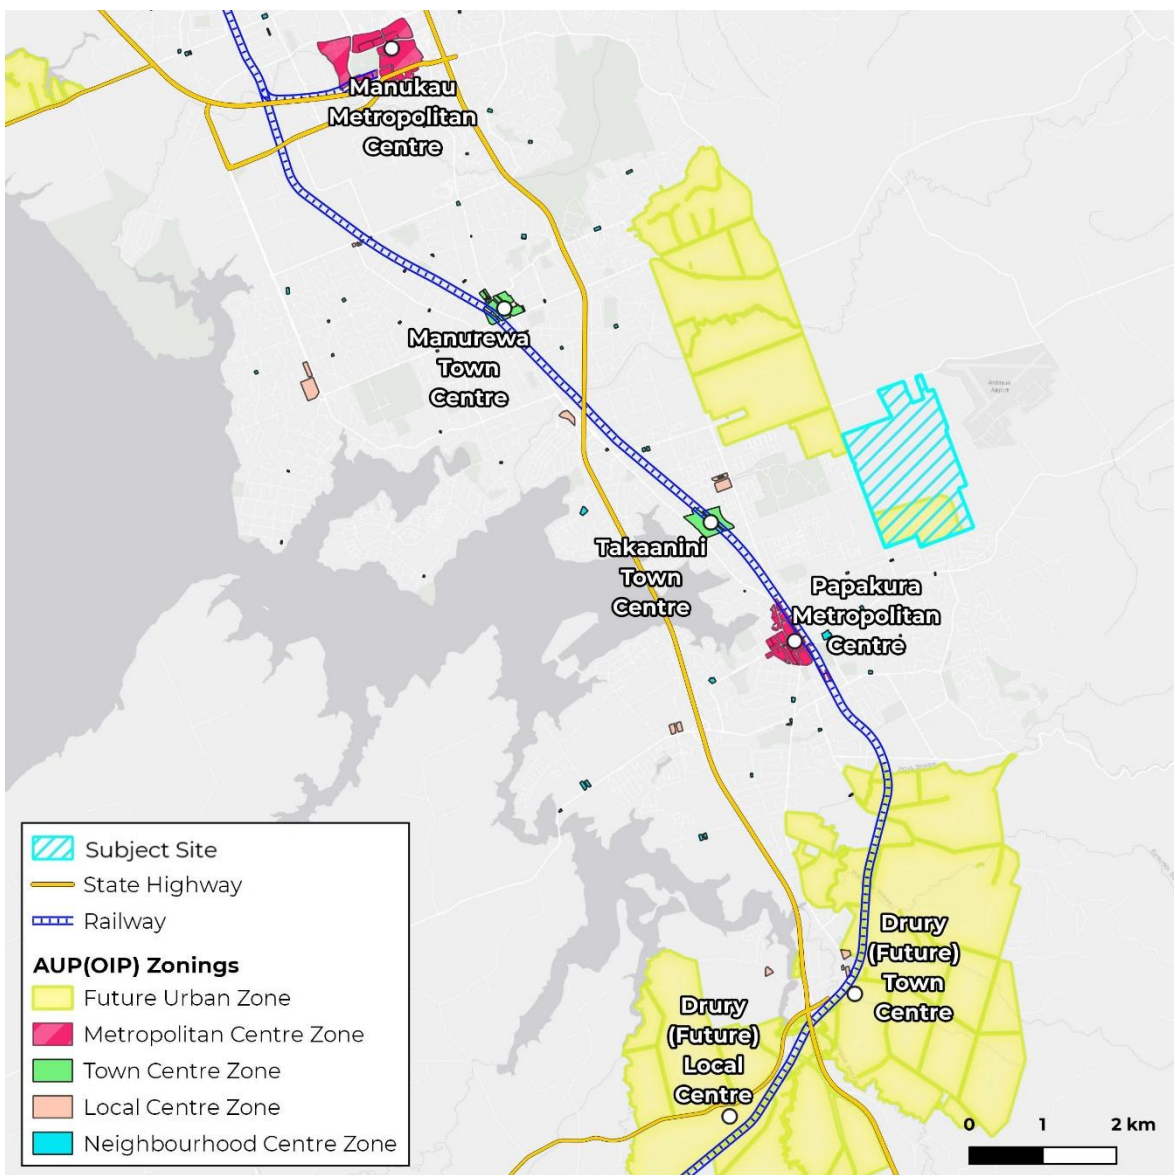 Manukau
Metropolitan
Centre
Manurewa
Town
Centre
Ardmore
Airport
Takaanini
Town
Centre
Papakura
Metropolitan
Centre
Drury
(Future)
Town
Centre
Drury
(Future)
Local
Centre
Subject Site
State Highway
Railway
AUP(OIP) Zonings
Future Urban Zone
Metropolitan Centre Zone
Town Centre Zone
Local Centre Zone
Neighbourhood Centre Zone
0 1 2 km